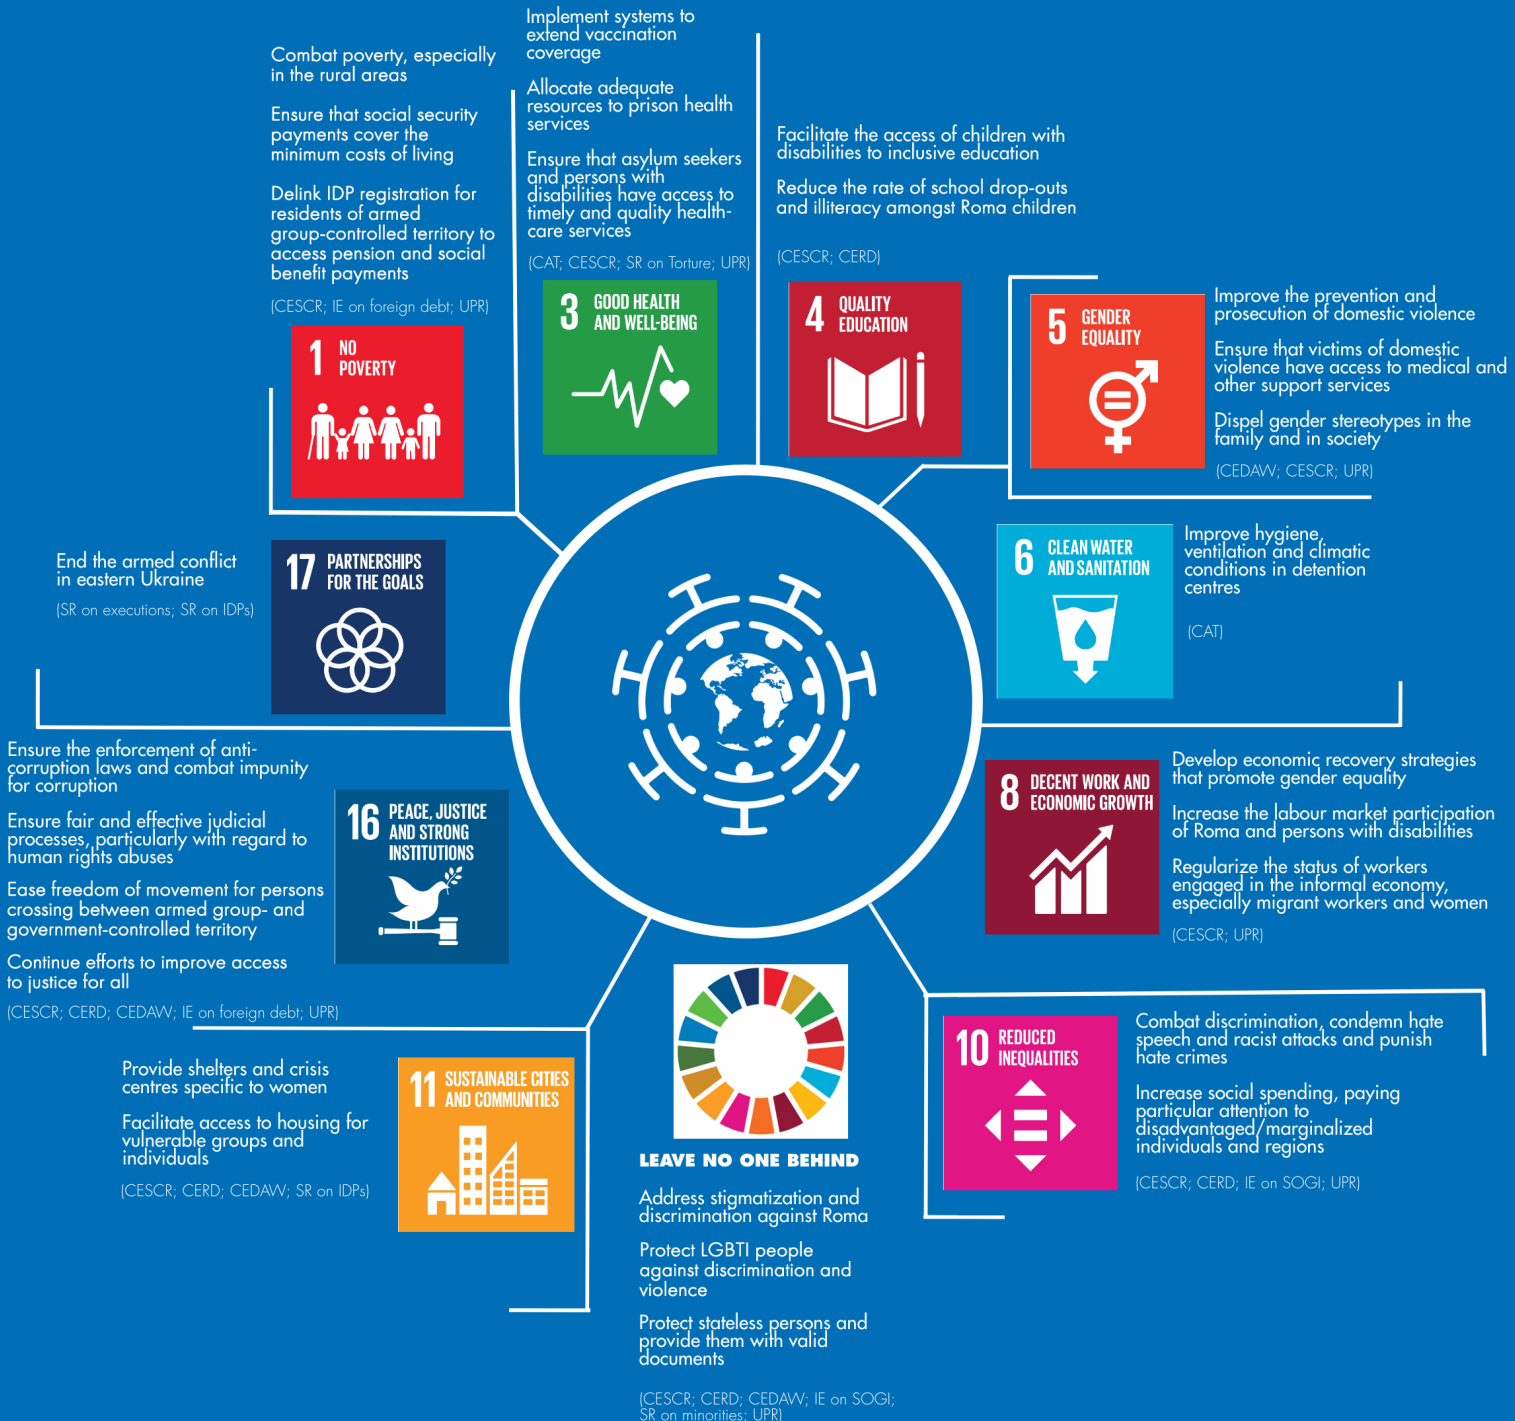 Combat poverty, especially
in the rural areas
Ensure that social security
payments cover the
minimum costs of living
Delink IDP registration for
residents of armed
group-controlled territory to
access pension and social
benefit payments
(CESCR; IE on foreign debt; UPR)
1 NO
POVERTY
Implement systems to
extend vaccination
coverage
Allocate adequate
resources to prison health
services
Ensure that asylum seekers
and persons with
disabilities have access to
timely and quality health-
care services
(CAT; CESCR; SR on Torture; UPR)
3 GOOD HEALTH
AND WELL-BEING
Facilitate the access of children with
disabilities to inclusive education
Reduce the rate of school drop-outs
and illiteracy amongst Roma children
(CESCR; CERD)
4 QUALITY
EDUCATION
5 GENDER
EQUALITY
Improve the prevention and
prosecution of domestic violence
Ensure that victims of domestic
violence have access to medical and
other support services
Dispel gender stereotypes in the
family and in society
(CEDAW; CESCR; UPR)
End the armed conflict
in eastern Ukraine
(SR on executions; SR on IDPs)
17 PARTNERSHIPS
FOR THE GOALS
6 CLEAN WATER
AND SANITATION
Improve hygiene,
ventilation and climatic
conditions in detention
centres
(CAT)
Ensure the enforcement of anti-
corruption laws and combat impunity
for corruption
Ensure fair and effective judicial
processes, particularly with regard to
human rights abuses
Ease freedom of movement for persons
crossing between armed group- and
government-controlled territory
Continue efforts to improve access
to justice for all
(CESCR; CERD; CEDAW; IE on foreign debt; UPR)
16 PEACE, JUSTICE
AND STRONG
INSTITUTIONS
8 DECENT WORK AND
ECONOMIC GROWTH
Develop economic recovery strategies
that promote gender equality
Increase the labour market participation
of Roma and persons with disabilities
Regularize the status of workers
engaged in the informal economy,
especially migrant workers and women
(CESCR; UPR)
Provide shelters and crisis
centres specific to women
Facilitate access to housing for
vulnerable groups and
individuals
(CESCR; CERD; CEDAW; SR on IDPs)
11 SUSTAINABLE CITIES
AND COMMUNITIES
LEAVE NO ONE BEHIND
Address stigmatization and
discrimination against Roma
Protect LGBTI people
against discrimination and
violence
Protect stateless persons and
provide them with valid
documents
(CESCR; CERD; CEDAW; IE on SOGI;
SR on minorities; UPR)
10 REDUCED
INEQUALITIES
Combat discrimination, condemn hate
speech and racist attacks and punish
hate crimes
Increase social spending, paying
particular attention to
disadvantaged/marginalized
individuals and regions
(CESCR; CERD; IE on SOGI; UPR)